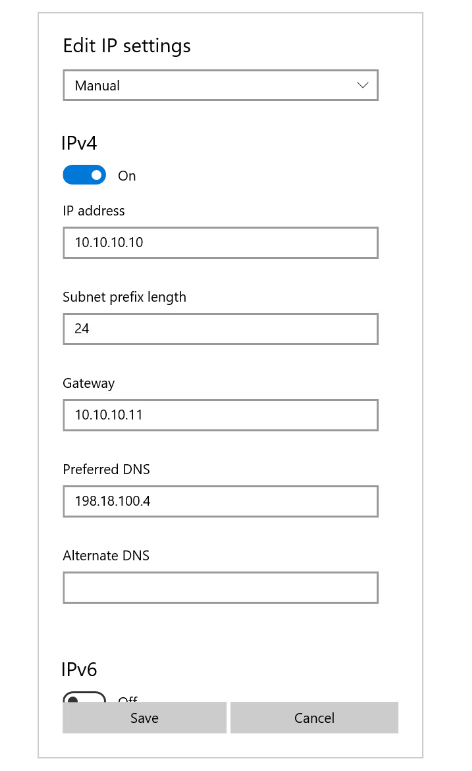 Edit IP settings
Manual
IPv4
On
IP address
10.10.10.10
Subnet prefix length
24
Gateway
10.10.10.11
Preferred DNS
198.18.100.4
Alternate DNS
IPv6
Off
Save Cancel